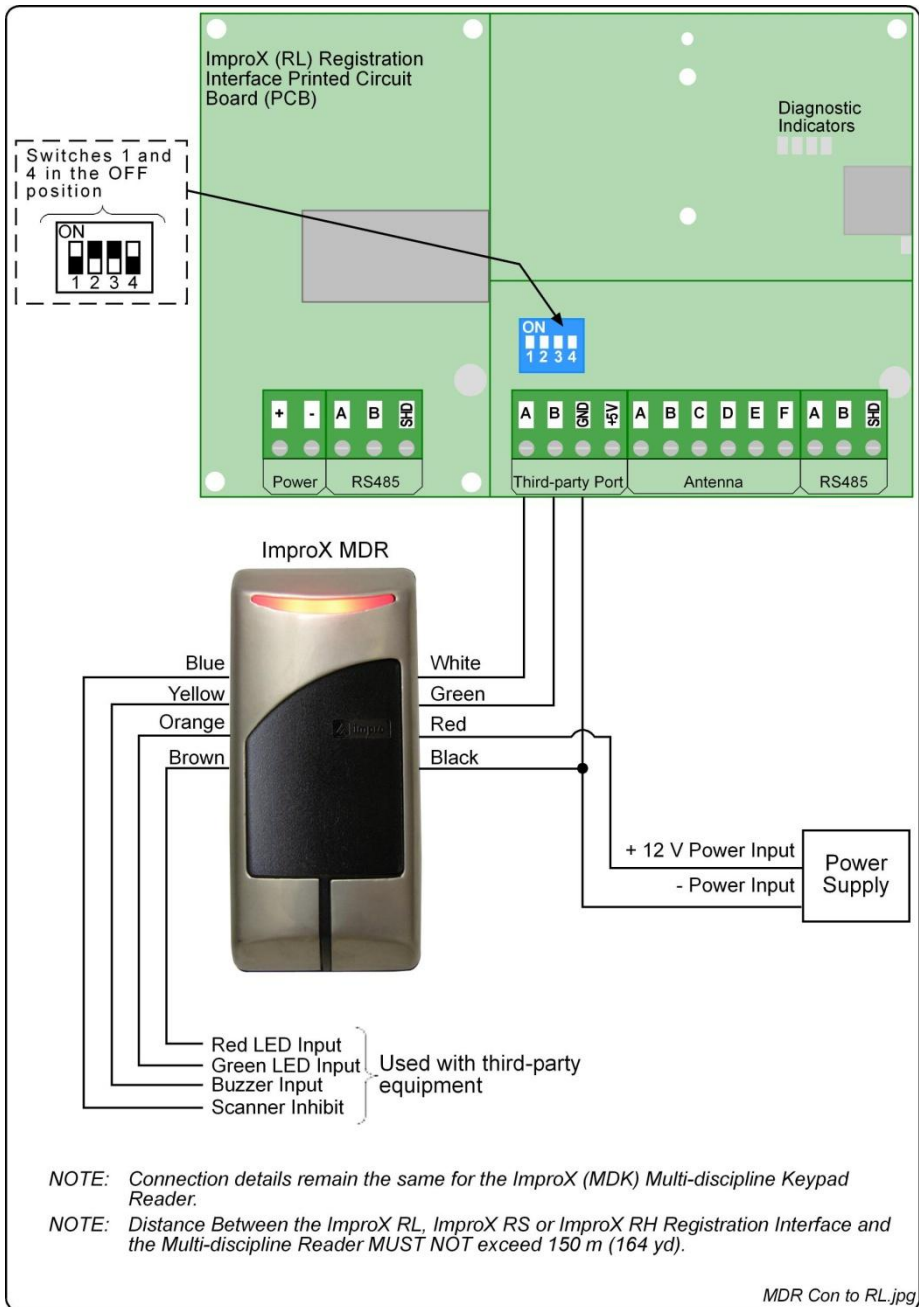 ImproX (RL) Registration
Interface Printed Circuit
Board (PCB)
Diagnostic
Indicators
Switches 1 and
4 in the OFF
position
ON
1 2 3 4
ON
1 2 3 4
+ - A B SHD
Power RS485
A B GND +5V A B C D E F A B SHD
Third-party Port Antenna RS485
ImproX MDR
Blue White
Yellow Green
Orange Red
impro
Brown Black
+ 12 V Power Input
- Power Input
Power
Supply
Red LED Input
Green LED Input
Buzzer Input
Scanner Inhibit
Used with third-party
equipment
NOTE: Connection details remain the same for the ImproX (MDK) Multi-discipline Keypad
Reader.
NOTE: Distance Between the ImproX RL, ImproX RS or ImproX RH Registration Interface and
the Multi-discipline Reader MUST NOT exceed 150 m (164 yd).
MDR Con to RL.jpg